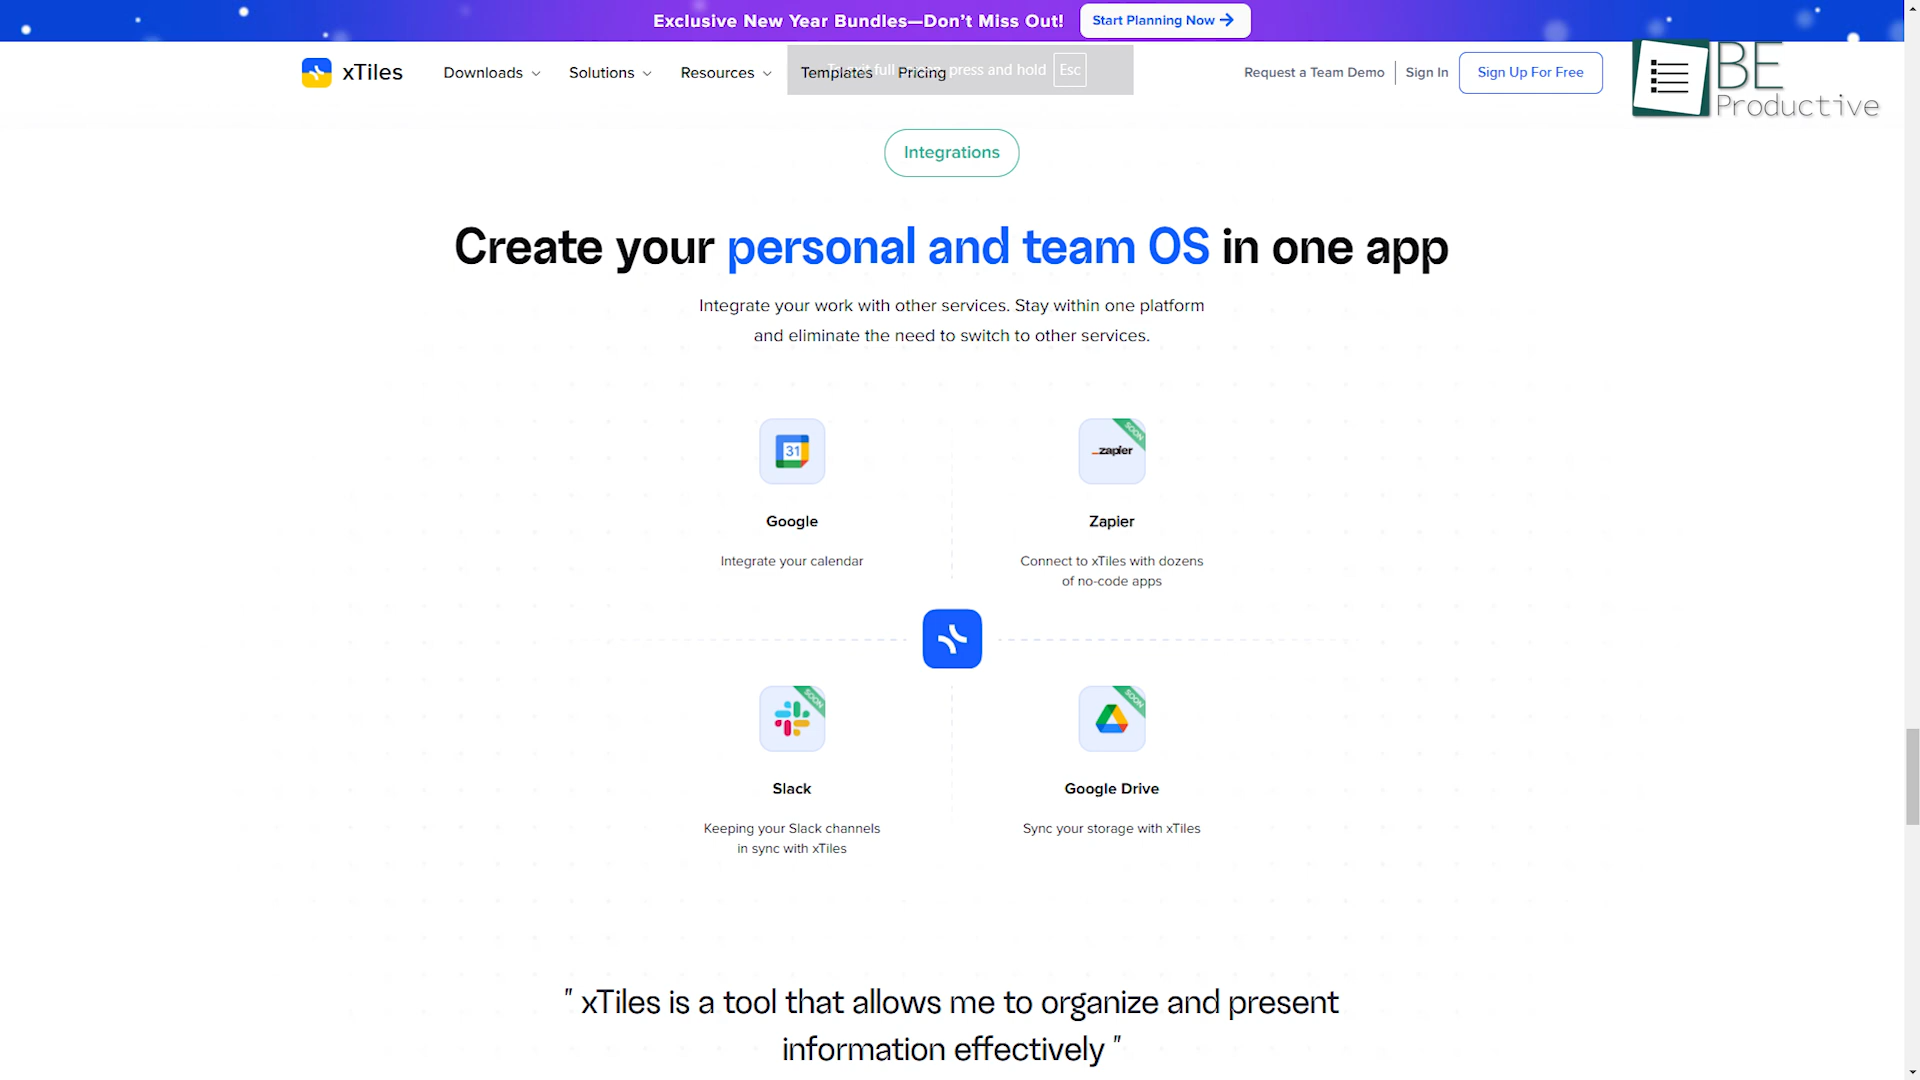 Exclusive New Year Bundles—Don't Miss Out!
Start Planning Now
xTiles
Downloads
Solutions
Resources
Templates
Pricing
press and hold Esc
Request a Team Demo
Sign In
Sign Up For Free
BE
Productive
Integrations
Create your personal and team OS in one app
Integrate your work with other services. Stay within one platform
and eliminate the need to switch to other services.
31
SOON
zapier
Google
Zapier
Integrate your calendar
Connect to xTiles with dozens
of no-code apps
SOON
SOON
Slack
Google Drive
Keeping your Slack channels
in sync with xTiles
Sync your storage with xTiles
" xTiles is a tool that allows me to organize and present
information effectively "